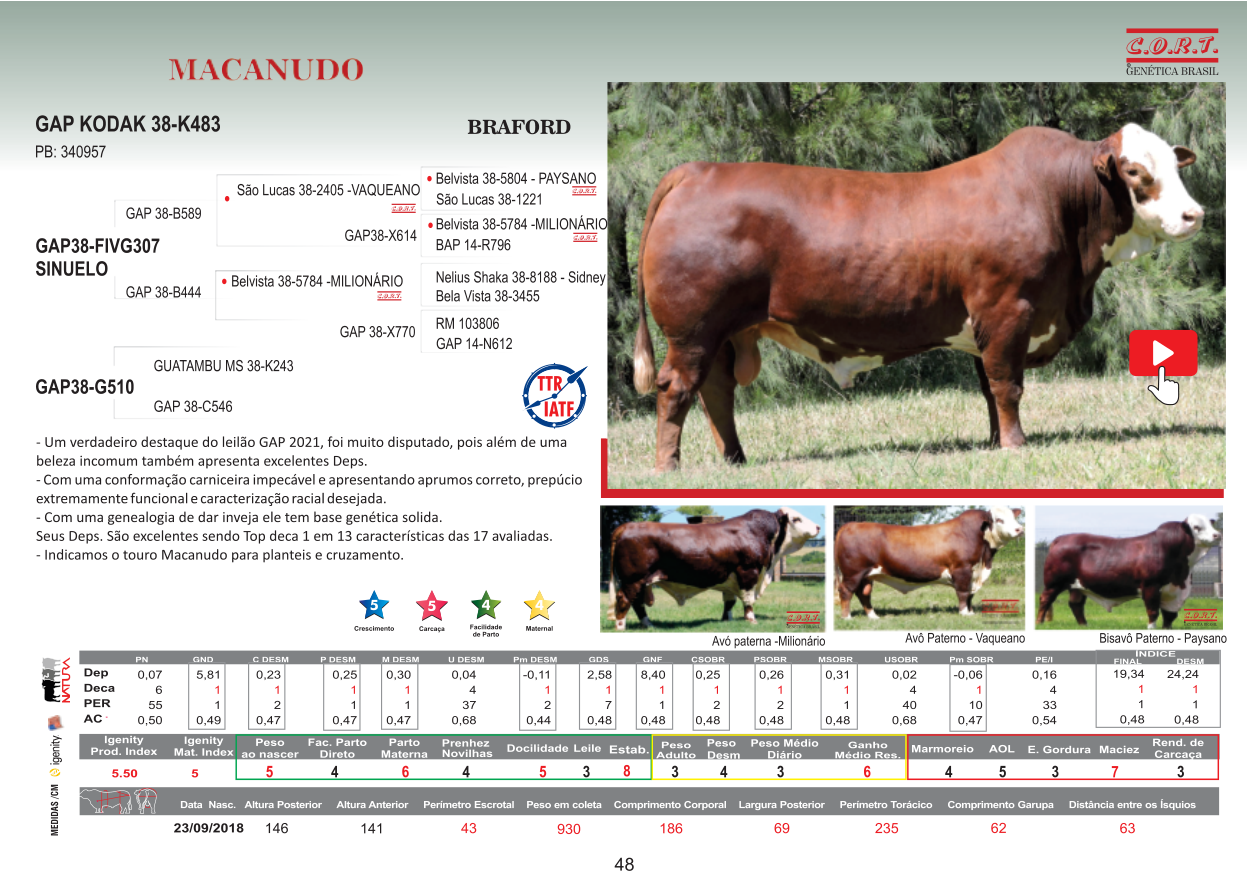 MACANUDO
C.O.R.T.
GENÉTICA BRASIL
GAP KODAK 38-K483
BRAFORD
PB: 340957
São Lucas 38-2405 -VAQUEANO
C.O.R.T.
Belvista 38-5804 - PAYSANO
C.O.R.T.
São Lucas 38-1221
GAP 38-B589
GAP38-X614
Belvista 38-5784 -MILIONÁRIO
C.O.R.T.
BAP 14-R796
GAP38-FIVG307
SINUELO
Belvista 38-5784 -MILIONÁRIO
C.O.R.T.
Nelius Shaka 38-8188 - Sidney
Bela Vista 38-3455
GAP 38-B444
GAP 38-X770
RM 103806
GAP 14-N612
GUATAMBU MS 38-K243
GAP38-G510
GAP 38-C546
TTR
IATF
- Um verdadeiro destaque do leilão GAP 2021, foi muito disputado, pois além de uma
beleza incomum também apresenta excelentes Deps.
- Com uma conformação carniceira impecável e apresentando aprumos correto, prepúcio
extremamente funcional e caracterização racial desejada.
- Com uma genealogia de dar inveja ele tem base genética solida.
Seus Deps. São excelentes sendo Top deca 1 em 13 características das 17 avaliadas.
- Indicamos o touro Macanudo para planteis e cruzamento.
5 5 4 4
Crescimento Carcaça Facilidade de Parto Maternal
C.O.R.T.
C.O.R.T.
C.O.R.T.
Avó paterna -Milionário
Avô Paterno - Vaqueano
Bisavô Paterno - Paysano
NATURA
PN GND C DESM P DESM M DESM U DESM Pm DESM GDS GNF CSOBR PSOBR MSOBR USOBR Pm SOBR PE/I ÍNDICE FINAL DESM
Dep 0,07 5,81 0,23 0,25 0,30 0,04 -0,11 2,58 8,40 0,25 0,26 0,31 0,02 -0,06 0,16 19,34 24,24
Deca 6 1 1 1 1 4 1 1 1 1 1 1 4 1 4 1 1
PER 55 1 2 1 1 37 2 7 1 2 2 1 40 10 33 1 1
AC 0,50 0,49 0,47 0,47 0,47 0,68 0,44 0,48 0,48 0,48 0,48 0,48 0,68 0,47 0,54 0,48 0,48
igenity
Igenity Prod. Index Igenity Mat. Index Peso ao nascer Fac. Parto Direto Parto Materna Prenhez Novilhas Docilidade Leile Estab. Peso Adulto Peso Desm Peso Médio Diário Ganho Médio Res. Marmoreio AOL E. Gordura Maciez Rend. de Carcaça
5.50 5 5 4 6 4 5 3 8 3 4 3 6 4 5 3 7 3
MEDIDAS /CM
Data Nasc. Altura Posterior Altura Anterior Perímetro Escrotal Peso em coleta Comprimento Corporal Largura Posterior Perímetro Torácico Comprimento Garupa Distância entre os Ísquios
23/09/2018 146 141 43 930 186 69 235 62 63
48